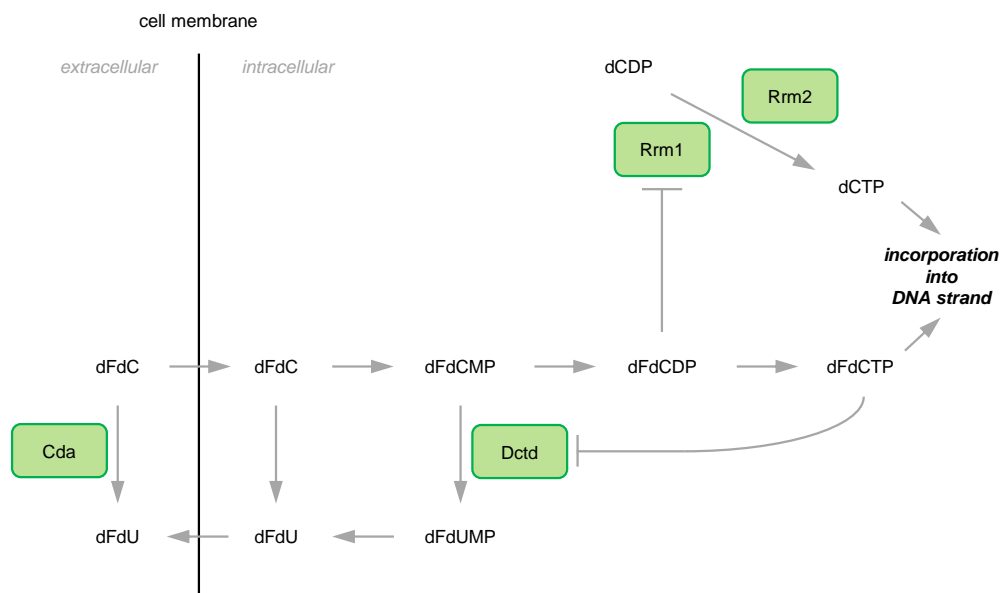 cell membrane
extracellular
intracellular
dCDP
Rrm2
Rrm1
dCTP
incorporation
into
DNA strand
dFdC
dFdC
dFdCMP
dFdCDP
dFdCTP
Cda
Dctd
dFdU
dFdU
dFdUMP